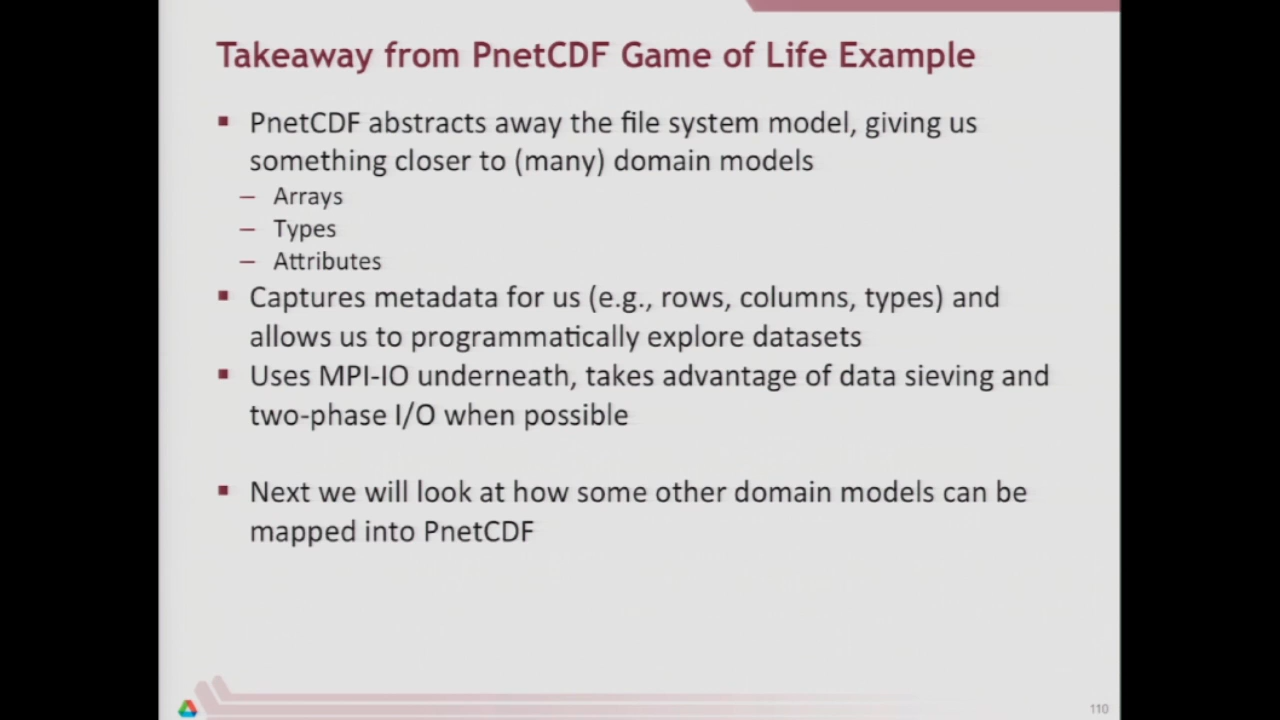 Takeaway from PnetCDF Game of Life Example
▪ PnetCDF abstracts away the file system model, giving us
something closer to (many) domain models
– Arrays
– Types
– Attributes
▪ Captures metadata for us (e.g., rows, columns, types) and
allows us to programmatically explore datasets
▪ Uses MPI-IO underneath, takes advantage of data sieving and
two-phase I/O when possible
▪ Next we will look at how some other domain models can be
mapped into PnetCDF
110